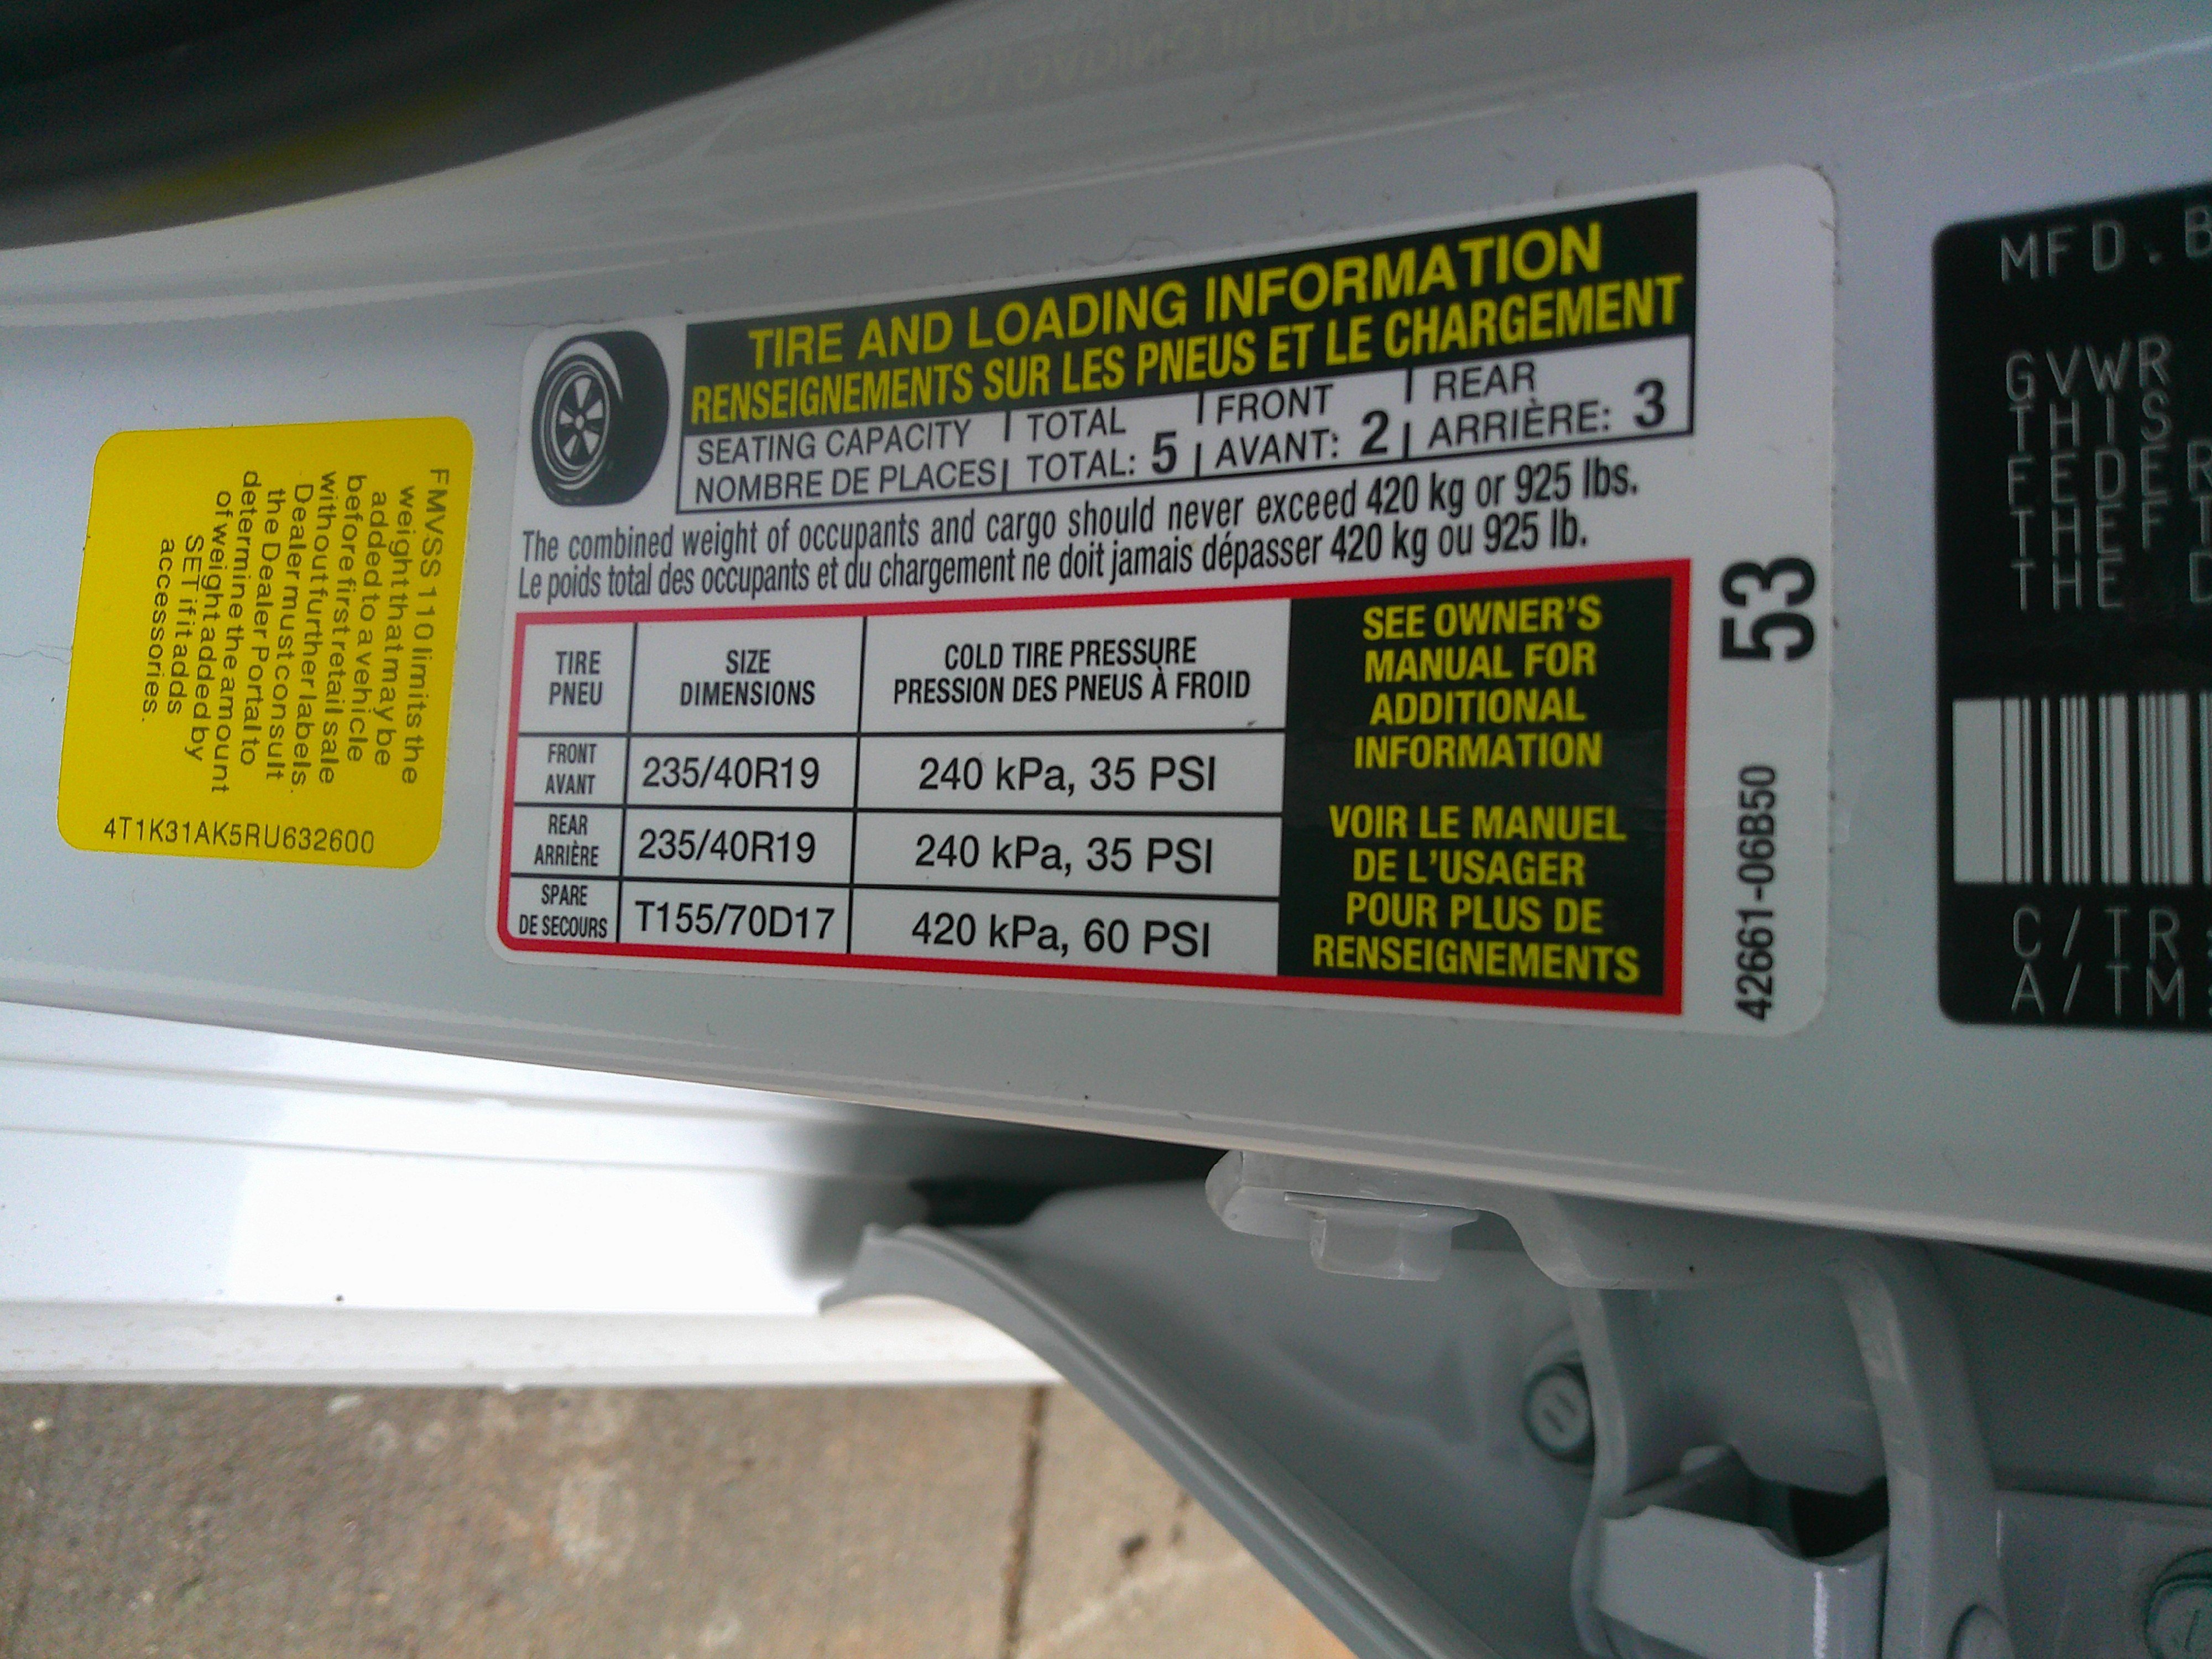 FMVSS 110 limits the
weight that may be
added to a vehicle
before first retail sale
without further labels.
Dealer must consult
the Dealer Portal to
determine the amount
of weight added by
SET if it adds
accessories.
4T1K31AK5RU632600
TIRE AND LOADING INFORMATION
RENSEIGNEMENTS SUR LES PNEUS ET LE CHARGEMENT
SEATING CAPACITY | TOTAL | FRONT | REAR
NOMBRE DE PLACES | TOTAL: 5 | AVANT: 2 | ARRIÈRE: 3
The combined weight of occupants and cargo should never exceed 420 kg or 925 lbs.
Le poids total des occupants et du chargement ne doit jamais dépasser 420 kg ou 925 lb.
TIRE
PNEU
SIZE
DIMENSIONS
COLD TIRE PRESSURE
PRESSION DES PNEUS À FROID
FRONT
AVANT
235/40R19
240 kPa, 35 PSI
REAR
ARRIÈRE
235/40R19
240 kPa, 35 PSI
SPARE
DE SECOURS
T155/70D17
420 kPa, 60 PSI
SEE OWNER'S
MANUAL FOR
ADDITIONAL
INFORMATION
VOIR LE MANUEL
DE L'USAGER
POUR PLUS DE
RENSEIGNEMENTS
53
42661-06B50
MFD. B
GVWR
THIS
FEDER
THEFT
THE
C/TR:
A/TM: